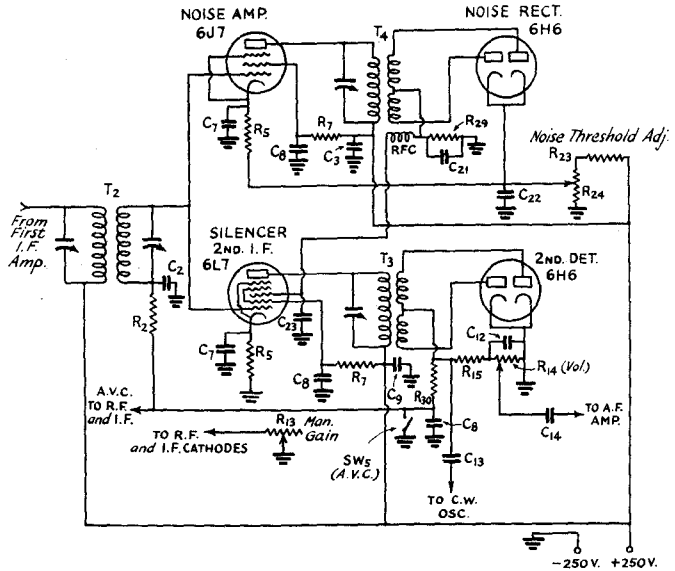 NOISE AMP.
6J7
T4
NOISE RECT.
6H6
C7
R5
C8
R7
C3
RFC
R29
C21
Noise Threshold Adj.
R23
R24
C22
T2
From
First
I.F.
Amp.
C2
R2
SILENCER
2ND. I.F.
6L7
C23
T3
2ND. DET.
6H6
C7
R5
C8
R7
C9
R30
R15
C12
R14 (Vol.)
A.V.C.
TO R.F.
and I.F.
R13
Man.
Gain
TO R.F.
and I.F. CATHODES
SW5
(A.V.C.)
C8
C13
C14
TO A.F.
AMP.
TO C.W.
OSC.
-250V. +250V.